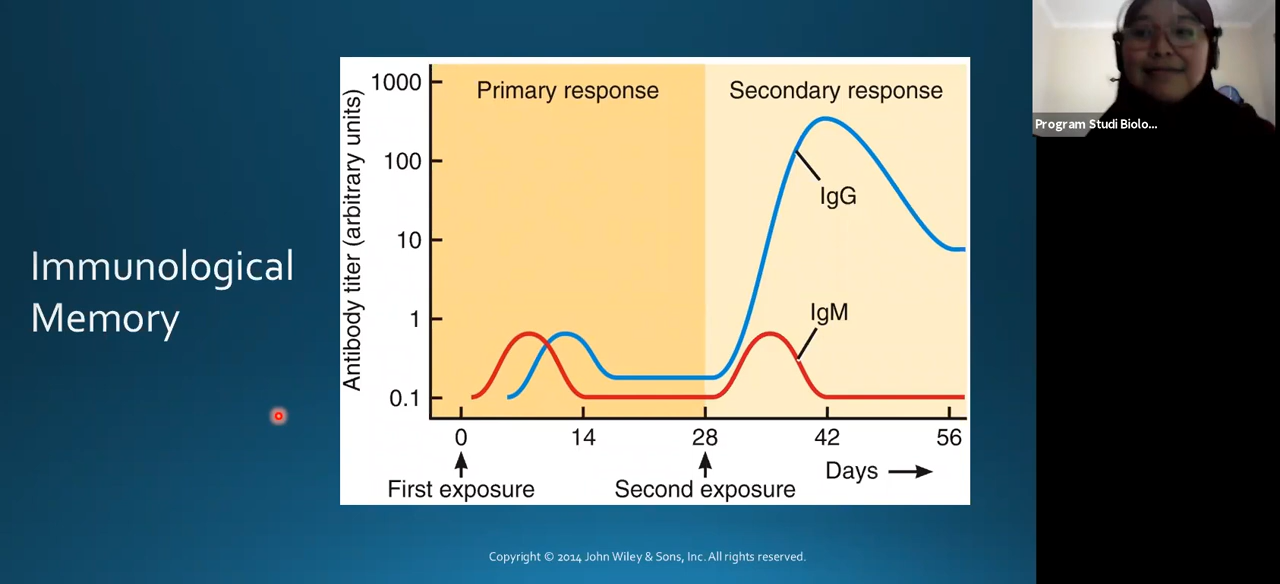 Immunological
Memory
Antibody titer (arbitrary units)
1000
100
10
1
0.1
Primary response
Secondary response
IgG
IgM
0
14
28
42
56
Days
First exposure
Second exposure
Copyright © 2014 John Wiley & Sons, Inc. All rights reserved.
Program Studi Biolo...